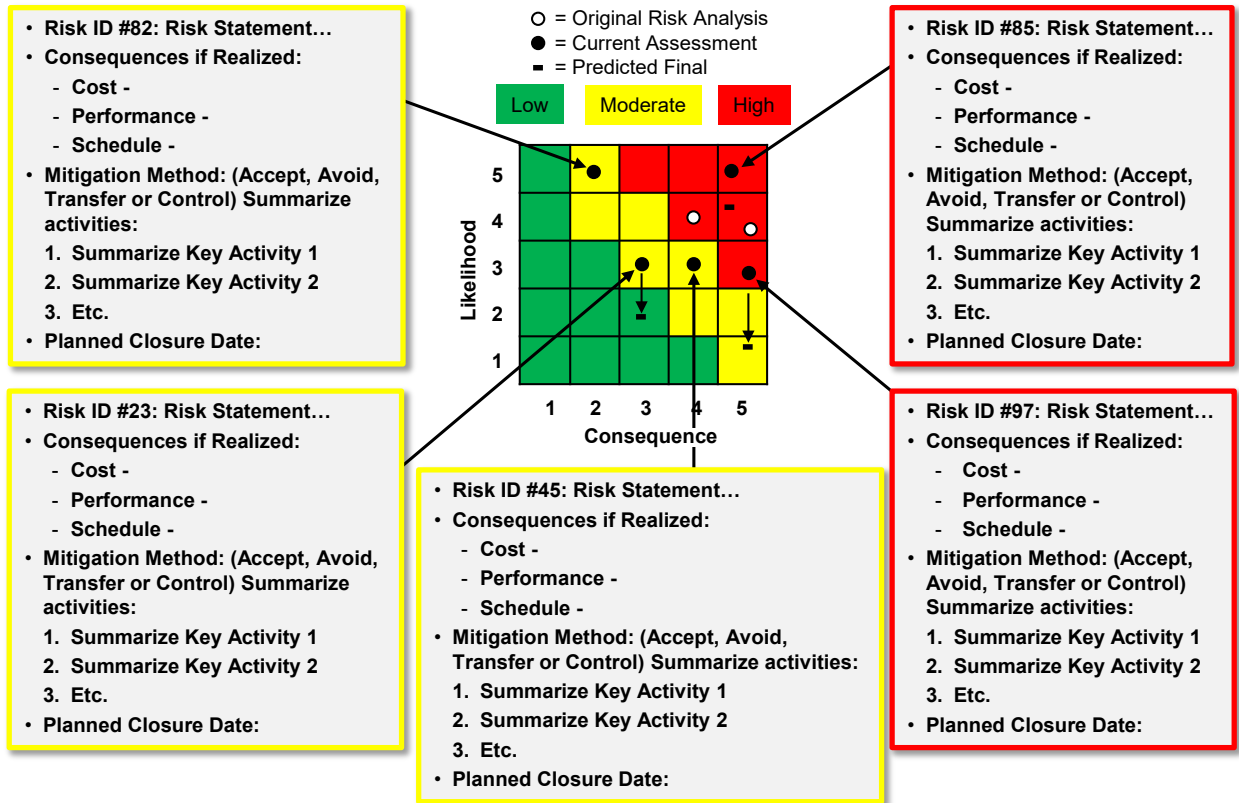 • Risk ID #82: Risk Statement…
• Consequences if Realized:
- Cost -
- Performance -
- Schedule -
• Mitigation Method: (Accept, Avoid,
Transfer or Control) Summarize
activities:
1. Summarize Key Activity 1
2. Summarize Key Activity 2
3. Etc.
• Planned Closure Date:
= Original Risk Analysis
= Current Assessment
= Predicted Final
Low
Moderate
High
• Risk ID #85: Risk Statement…
• Consequences if Realized:
- Cost -
- Performance -
- Schedule -
• Mitigation Method: (Accept,
Avoid, Transfer or Control)
Summarize activities:
1. Summarize Key Activity 1
2. Summarize Key Activity 2
3. Etc.
• Planned Closure Date:
Likelihood
5
4
3
2
1
1 2 3 4 5
Consequence
• Risk ID #23: Risk Statement…
• Consequences if Realized:
- Cost -
- Performance -
- Schedule -
• Mitigation Method: (Accept, Avoid,
Transfer or Control) Summarize
activities:
1. Summarize Key Activity 1
2. Summarize Key Activity 2
3. Etc.
• Planned Closure Date:
• Risk ID #45: Risk Statement…
• Consequences if Realized:
- Cost -
- Performance -
- Schedule -
• Mitigation Method: (Accept, Avoid,
Transfer or Control) Summarize activities:
1. Summarize Key Activity 1
2. Summarize Key Activity 2
3. Etc.
• Planned Closure Date:
• Risk ID #97: Risk Statement…
• Consequences if Realized:
- Cost -
- Performance -
- Schedule -
• Mitigation Method: (Accept,
Avoid, Transfer or Control)
Summarize activities:
1. Summarize Key Activity 1
2. Summarize Key Activity 2
3. Etc.
• Planned Closure Date: